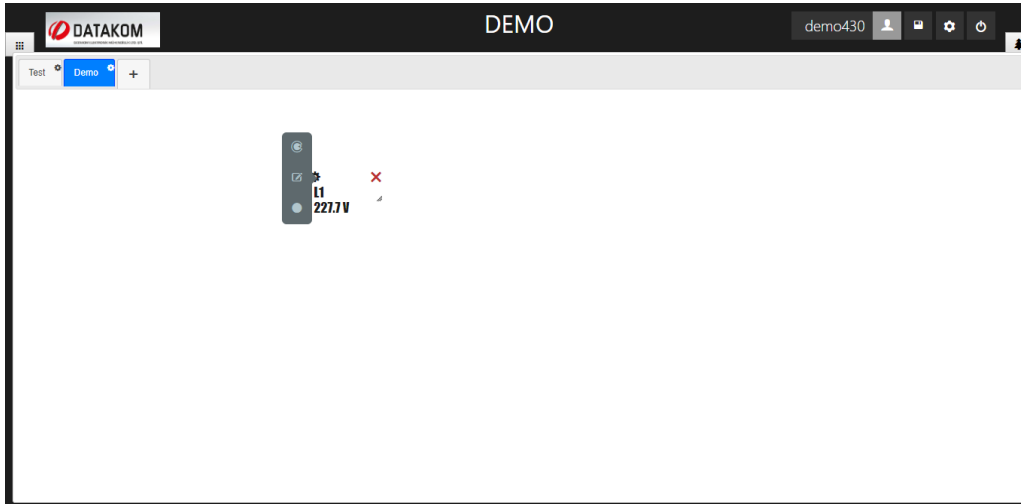 DATAKOM
DEMO
demo430
Test
Demo
+
L1
227.7 V